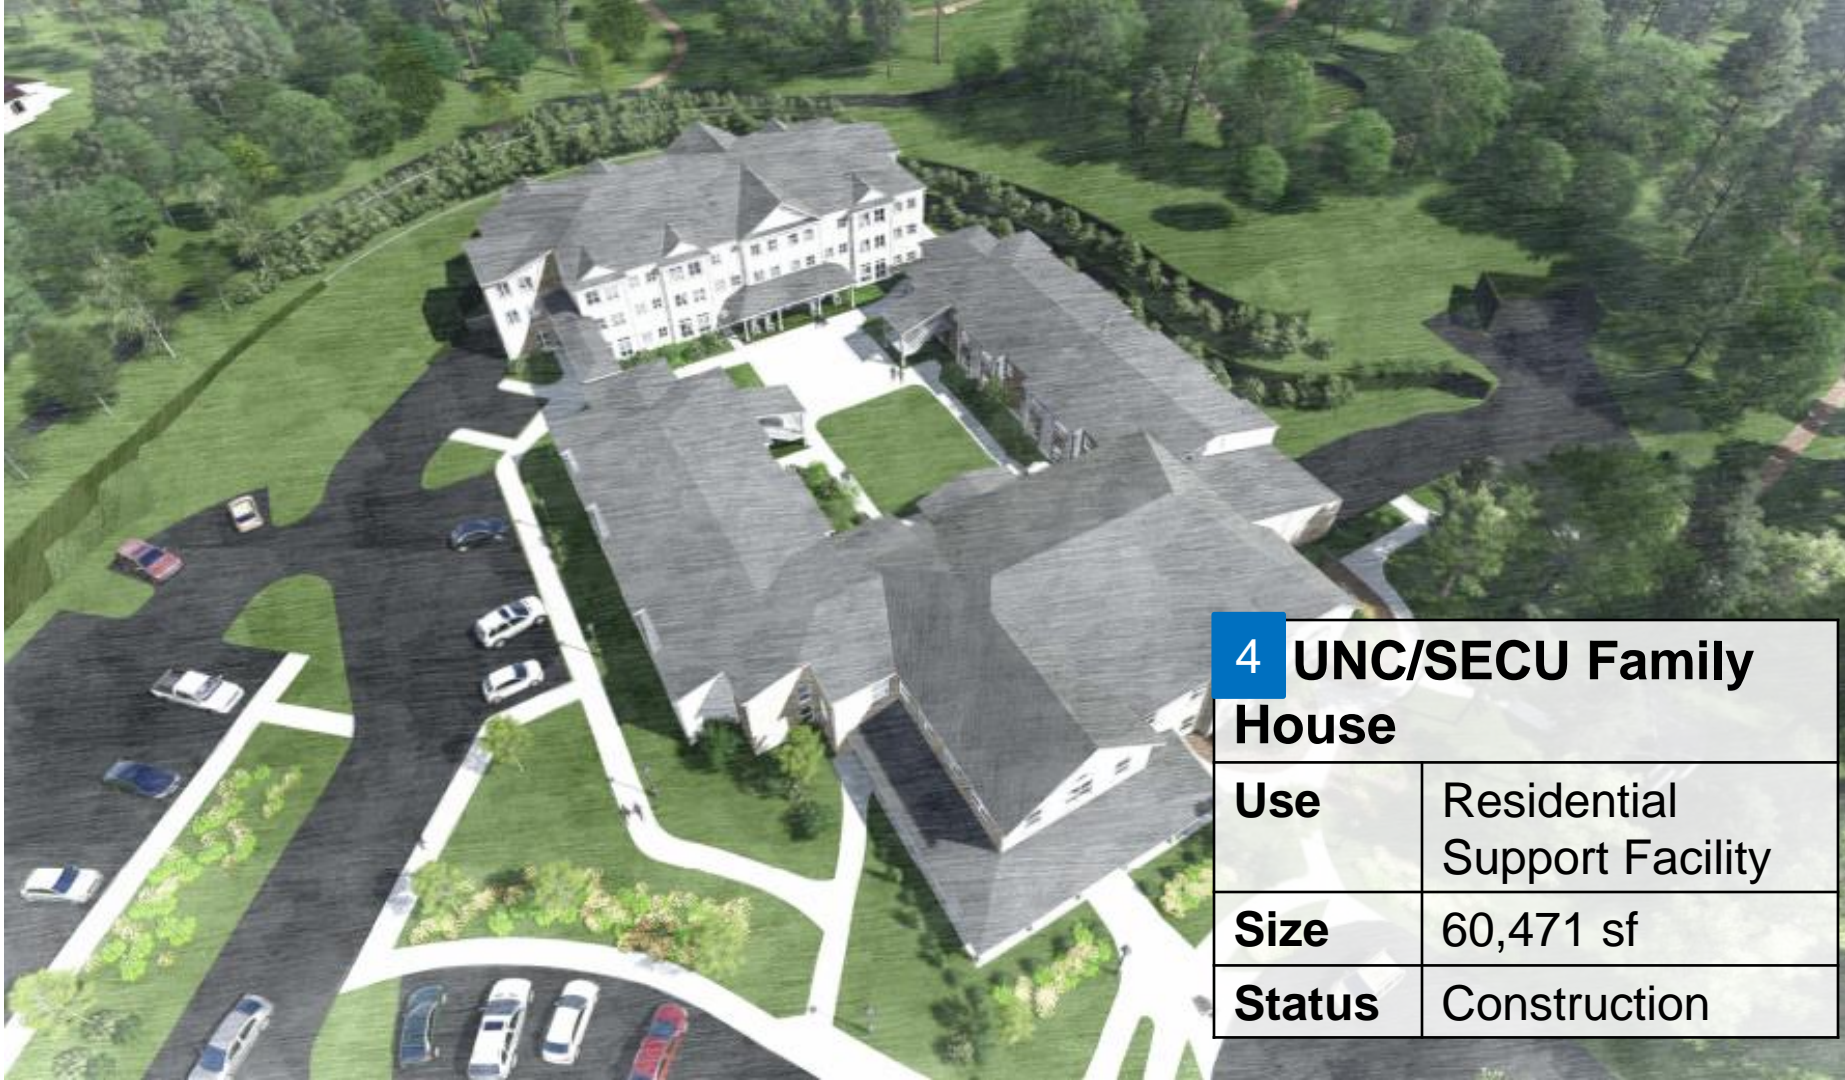 4 UNC/SECU Family
House
Use Residential
Support Facility
Size 60,471 sf
Status Construction